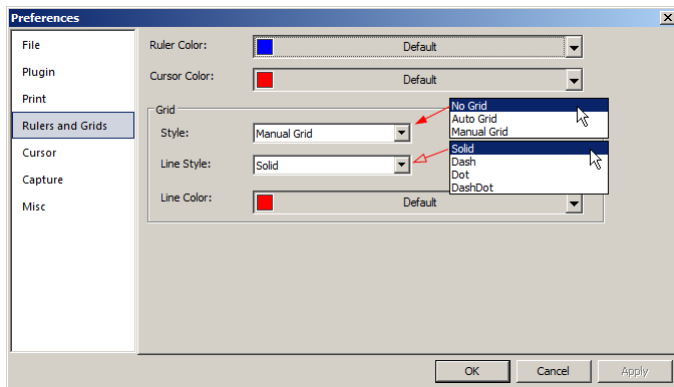 Preferences
File
Plugin
Print
Rulers and Grids
Cursor
Capture
Misc
Ruler Color: Default
Cursor Color: Default
Grid
Style: Manual Grid
Line Style: Solid
Line Color: Default
No Grid
Auto Grid
Manual Grid
Solid
Dash
Dot
DashDot
OK Cancel Apply